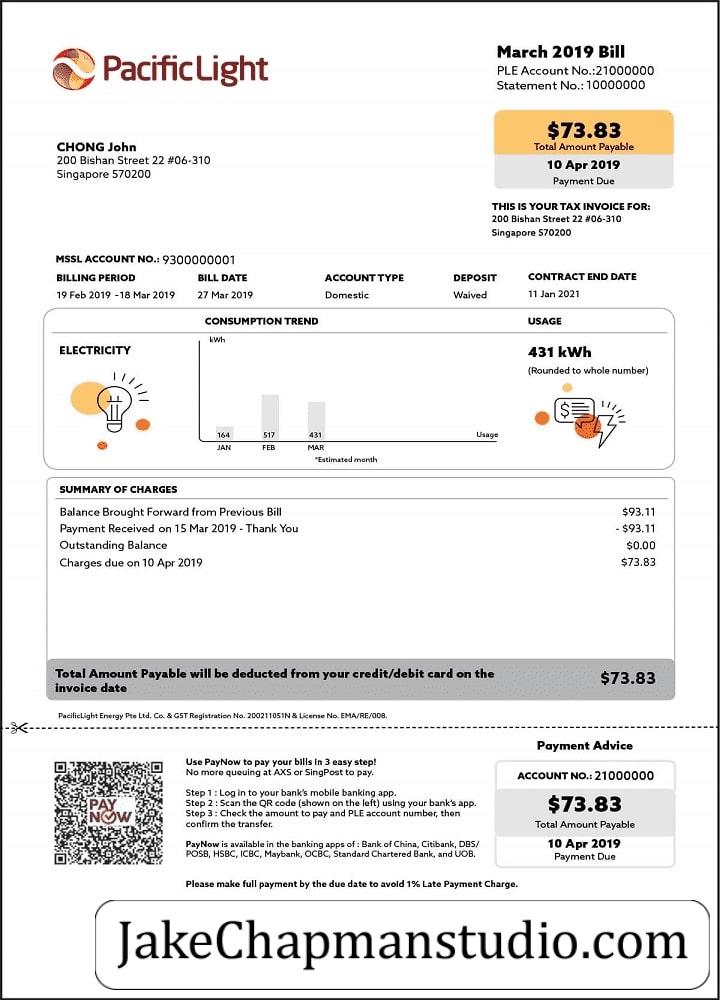 PacificLight
March 2019 Bill
PLE Account No.:21000000
Statement No.: 10000000
$73.83
Total Amount Payable
10 Apr 2019
Payment Due
CHONG John
200 Bishan Street 22 #06-310
Singapore 570200
THIS IS YOUR TAX INVOICE FOR:
200 Bishan Street 22 #06-310
Singapore 570200
MSSL ACCOUNT NO.: 9300000001
BILLING PERIOD BILL DATE ACCOUNT TYPE DEPOSIT CONTRACT END DATE
19 Feb 2019 -18 Mar 2019 27 Mar 2019 Domestic Waived 11 Jan 2021
CONSUMPTION TREND USAGE
ELECTRICITY
kWh
164 517 431 Usage
JAN FEB MAR
*Estimated month
431 kWh
(Rounded to whole number)
$
SUMMARY OF CHARGES
Balance Brought Forward from Previous Bill $93.11
Payment Received on 15 Mar 2019 - Thank You - $93.11
Outstanding Balance $0.00
Charges due on 10 Apr 2019 $73.83
Total Amount Payable will be deducted from your credit/debit card on the
invoice date
$73.83
PacificLight Energy Pte Ltd. Co. & GST Registration No. 200211051N & License No. EMA/RE/008.
PAY
NOW
Use PayNow to pay your bills in 3 easy step!
No more queuing at AXS or SingPost to pay.
Step 1 : Log in to your bank's mobile banking app.
Step 2 : Scan the QR code (shown on the left) using your bank's app.
Step 3 : Check the amount to pay and PLE account number, then
confirm the transfer.
PayNow is available in the banking apps of : Bank of China, Citibank, DBS/
POSB, HSBC, ICBC, Maybank, OCBC, Standard Chartered Bank, and UOB.
Please make full payment by the due date to avoid 1% Late Payment Charge.
Payment Advice
ACCOUNT NO.: 21000000
$73.83
Total Amount Payable
10 Apr 2019
Payment Due
JakeChapmanstudio.com